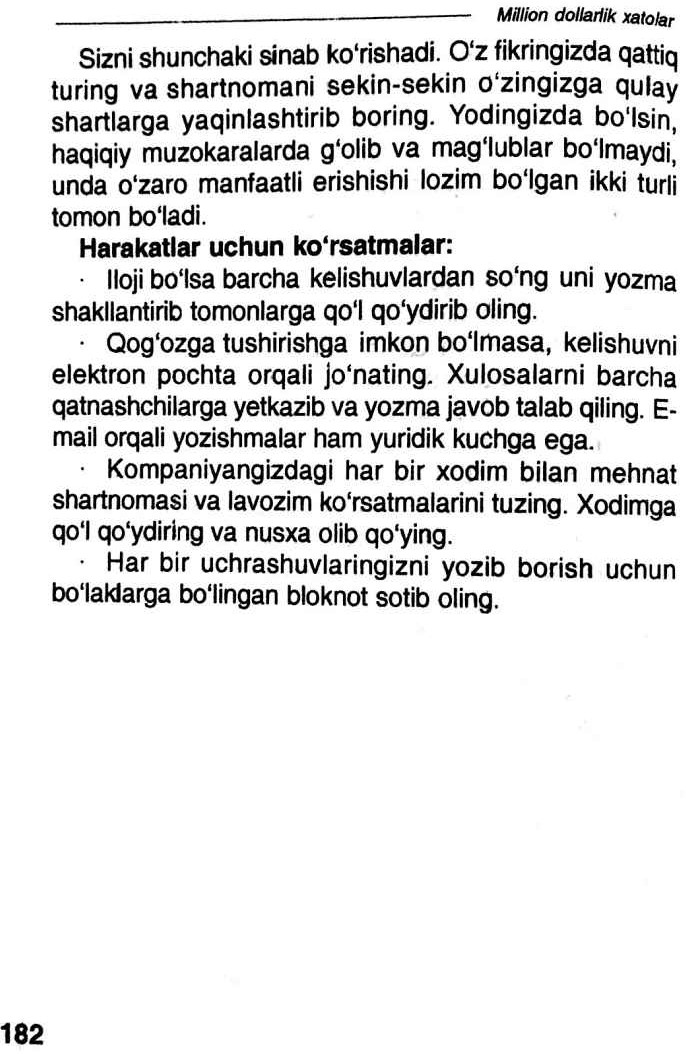 Million dollarlik xatolar
Sizni shunchaki sinab ko‘rishadi. O‘z fikringizda qattiq
turing va shartnomani sekin-sekin o‘zingizga qulay
shartlarga yaqinlashtirib boring. Yodingizda bo‘lsin,
haqiqiy muzokaralarda g‘olib va mag‘lublar bo‘lmaydi,
unda o‘zaro manfaatli erishishi lozim bo‘lgan ikki turli
tomon bo‘ladi.
Harakatlar uchun ko‘rsatmalar:
· Iloji bo‘lsa barcha kelishuvlardan so‘ng uni yozma
shakllantirib tomonlarga qo‘l qo‘ydirib oling.
· Qog‘ozga tushirishga imkon bo‘lmasa, kelishuvni
elektron pochta orqali jo‘nating. Xulosalarni barcha
qatnashchilarga yetkazib va yozma javob talab qiling. E-
mail orqali yozishmalar ham yuridik kuchga ega.
· Kompaniyangizdagi har bir xodim bilan mehnat
shartnomasi va lavozim ko‘rsatmalarini tuzing. Xodimga
qo‘l qo‘ydiring va nusxa olib qo‘ying.
· Har bir uchrashuvlaringizni yozib borish uchun
bo‘laklarga bo‘lingan bloknot sotib oling.
182